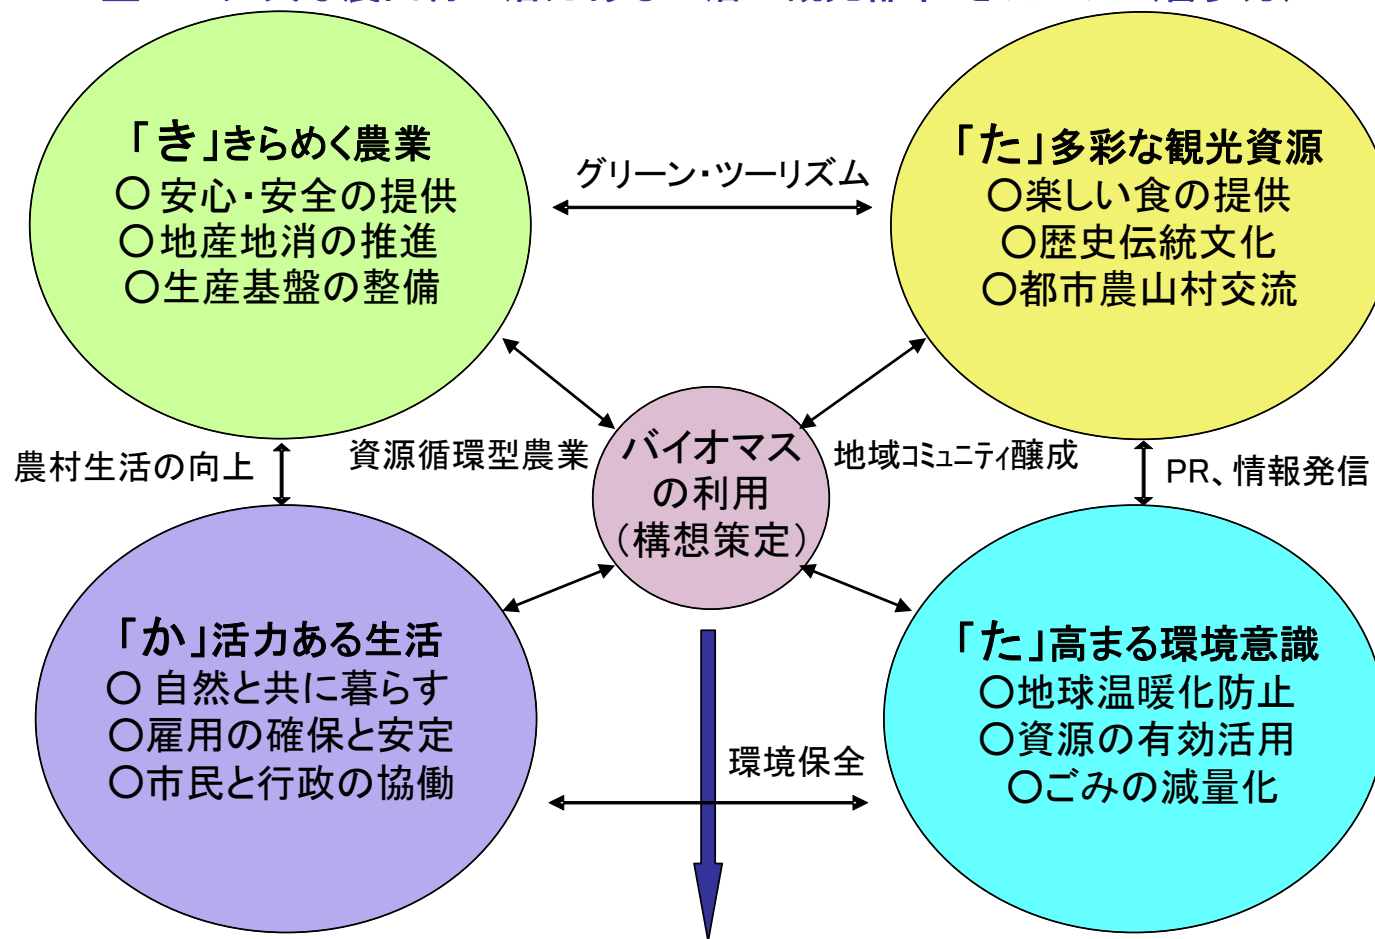 「き」きらめく農業
○ 安心・安全の提供
○地産地消の推進
○生産基盤の整備
グリーン・ツーリズム
「た」多彩な観光資源
○楽しい食の提供
○歴史伝統文化
○都市農山村交流
農村生活の向上
資源循環型農業
バイオマス
の利用
（構想策定）
地域コミュニティ醸成
PR、情報発信
「か」活力ある生活
○ 自然と共に暮らす
○雇用の確保と安定
○市民と行政の協働
環境保全
「た」高まる環境意識
○地球温暖化防止
○資源の有効活用
○ごみの減量化